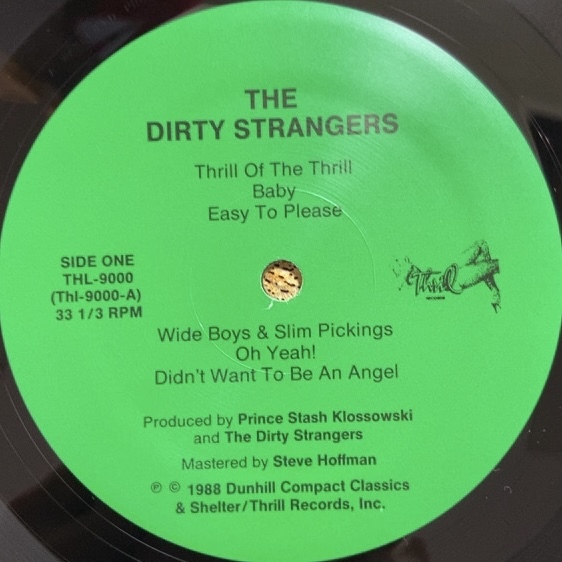 THE
DIRTY STRANGERS
Thrill Of The Thrill
Baby
Easy To Please
SIDE ONE
THL-9000
(Thl-9000-A)
33 1/3 RPM
Thrill
RECORDS
Wide Boys & Slim Pickings
Oh Yeah!
Didn't Want To Be An Angel
Produced by Prince Stash Klossowski
and The Dirty Strangers
Mastered by Steve Hoffman
℗ © 1988 Dunhill Compact Classics
& Shelter/Thrill Records, Inc.